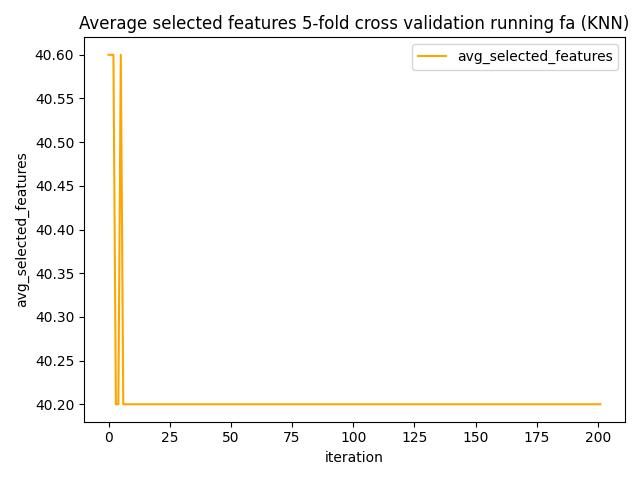 Average selected features 5-fold cross validation running fa (KNN)
avg_selected_features
avg_selected_features
40.60
40.55
40.50
40.45
40.40
40.35
40.30
40.25
40.20
0 25 50 75 100 125 150 175 200
iteration